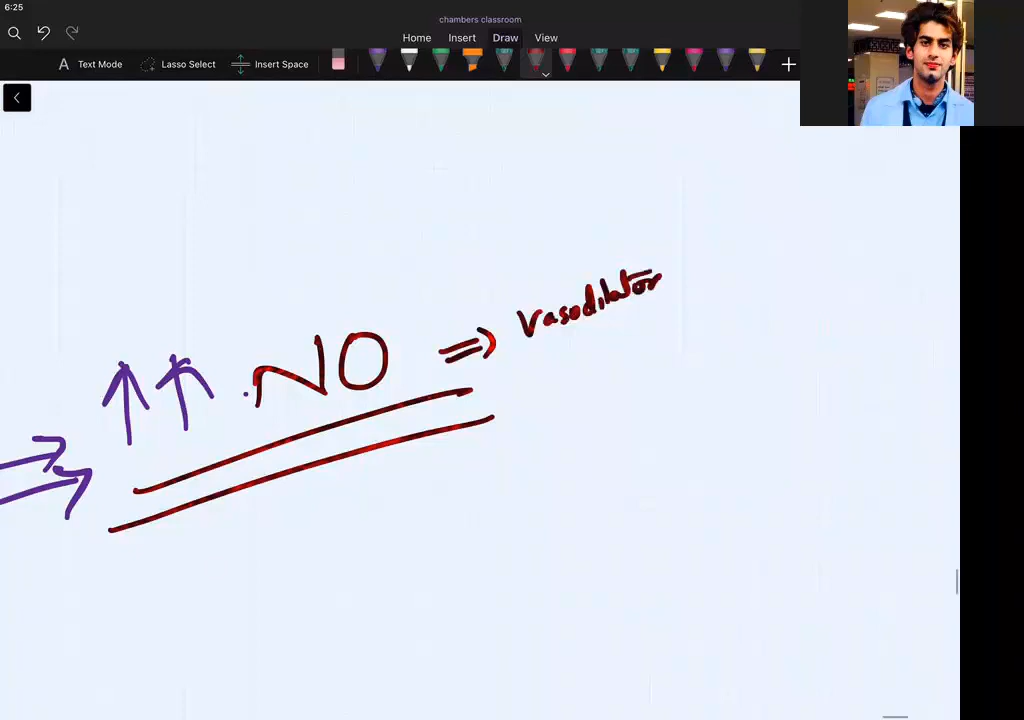 6:25
chambers classroom
Home Insert Draw View
A Text Mode Lasso Select Insert Space
vasodilator
↑↑ NO ⇒